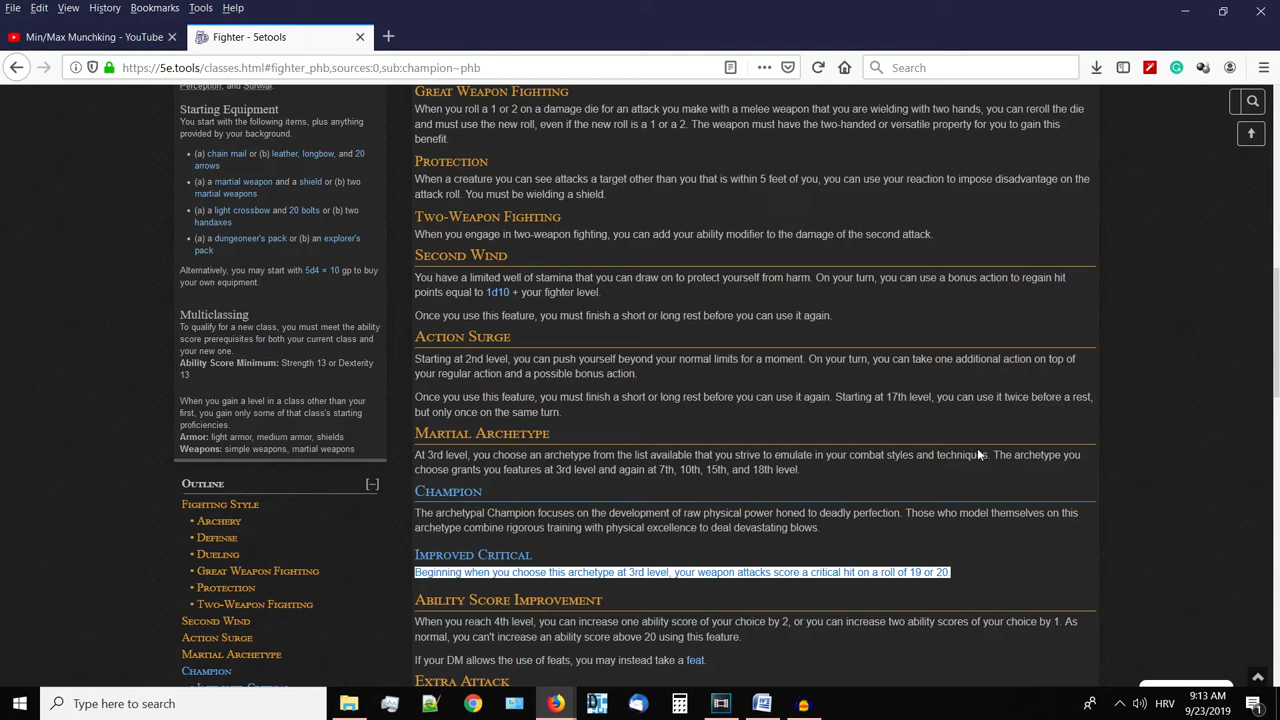 File Edit View History Bookmarks Tools Help
Min/Max Munchking - YouTube
Fighter - 5etools
https://5e.tools/classes.html#fighter_phb,sources:0,sub:champion~phb
Search
Perception, and Survival.
Starting Equipment
You start with the following items, plus anything
provided by your background.
• (a) chain mail or (b) leather, longbow, and 20
arrows
• (a) a martial weapon and a shield or (b) two
martial weapons
• (a) a light crossbow and 20 bolts or (b) two
handaxes
• (a) a dungeoneer's pack or (b) an explorer's
pack
Alternatively, you may start with 5d4 × 10 gp to buy
your own equipment.
Multiclassing
To qualify for a new class, you must meet the ability
score prerequisites for both your current class and
your new one.
Ability Score Minimum: Strength 13 or Dexterity
13
When you gain a level in a class other than your
first, you gain only some of that class's starting
proficiencies.
Armor: light armor, medium armor, shields
Weapons: simple weapons, martial weapons
Outline [–]
Fighting Style
• Archery
• Defense
• Dueling
• Great Weapon Fighting
• Protection
• Two-Weapon Fighting
Second Wind
Action Surge
Martial Archetype
Champion
Great Weapon Fighting
When you roll a 1 or 2 on a damage die for an attack you make with a melee weapon that you are wielding with two hands, you can reroll the die
and must use the new roll, even if the new roll is a 1 or a 2. The weapon must have the two-handed or versatile property for you to gain this
benefit.
Protection
When a creature you can see attacks a target other than you that is within 5 feet of you, you can use your reaction to impose disadvantage on the
attack roll. You must be wielding a shield.
Two-Weapon Fighting
When you engage in two-weapon fighting, you can add your ability modifier to the damage of the second attack.
Second Wind
You have a limited well of stamina that you can draw on to protect yourself from harm. On your turn, you can use a bonus action to regain hit
points equal to 1d10 + your fighter level.
Once you use this feature, you must finish a short or long rest before you can use it again.
Action Surge
Starting at 2nd level, you can push yourself beyond your normal limits for a moment. On your turn, you can take one additional action on top of
your regular action and a possible bonus action.
Once you use this feature, you must finish a short or long rest before you can use it again. Starting at 17th level, you can use it twice before a rest,
but only once on the same turn.
Martial Archetype
At 3rd level, you choose an archetype from the list available that you strive to emulate in your combat styles and techniques. The archetype you
choose grants you features at 3rd level and again at 7th, 10th, 15th, and 18th level.
Champion
The archetypal Champion focuses on the development of raw physical power honed to deadly perfection. Those who model themselves on this
archetype combine rigorous training with physical excellence to deal devastating blows.
Improved Critical
Beginning when you choose this archetype at 3rd level, your weapon attacks score a critical hit on a roll of 19 or 20.
Ability Score Improvement
When you reach 4th level, you can increase one ability score of your choice by 2, or you can increase two ability scores of your choice by 1. As
normal, you can't increase an ability score above 20 using this feature.
If your DM allows the use of feats, you may instead take a feat.
Extra Attack
Type here to search
HRV
9:13 AM
9/23/2019
1